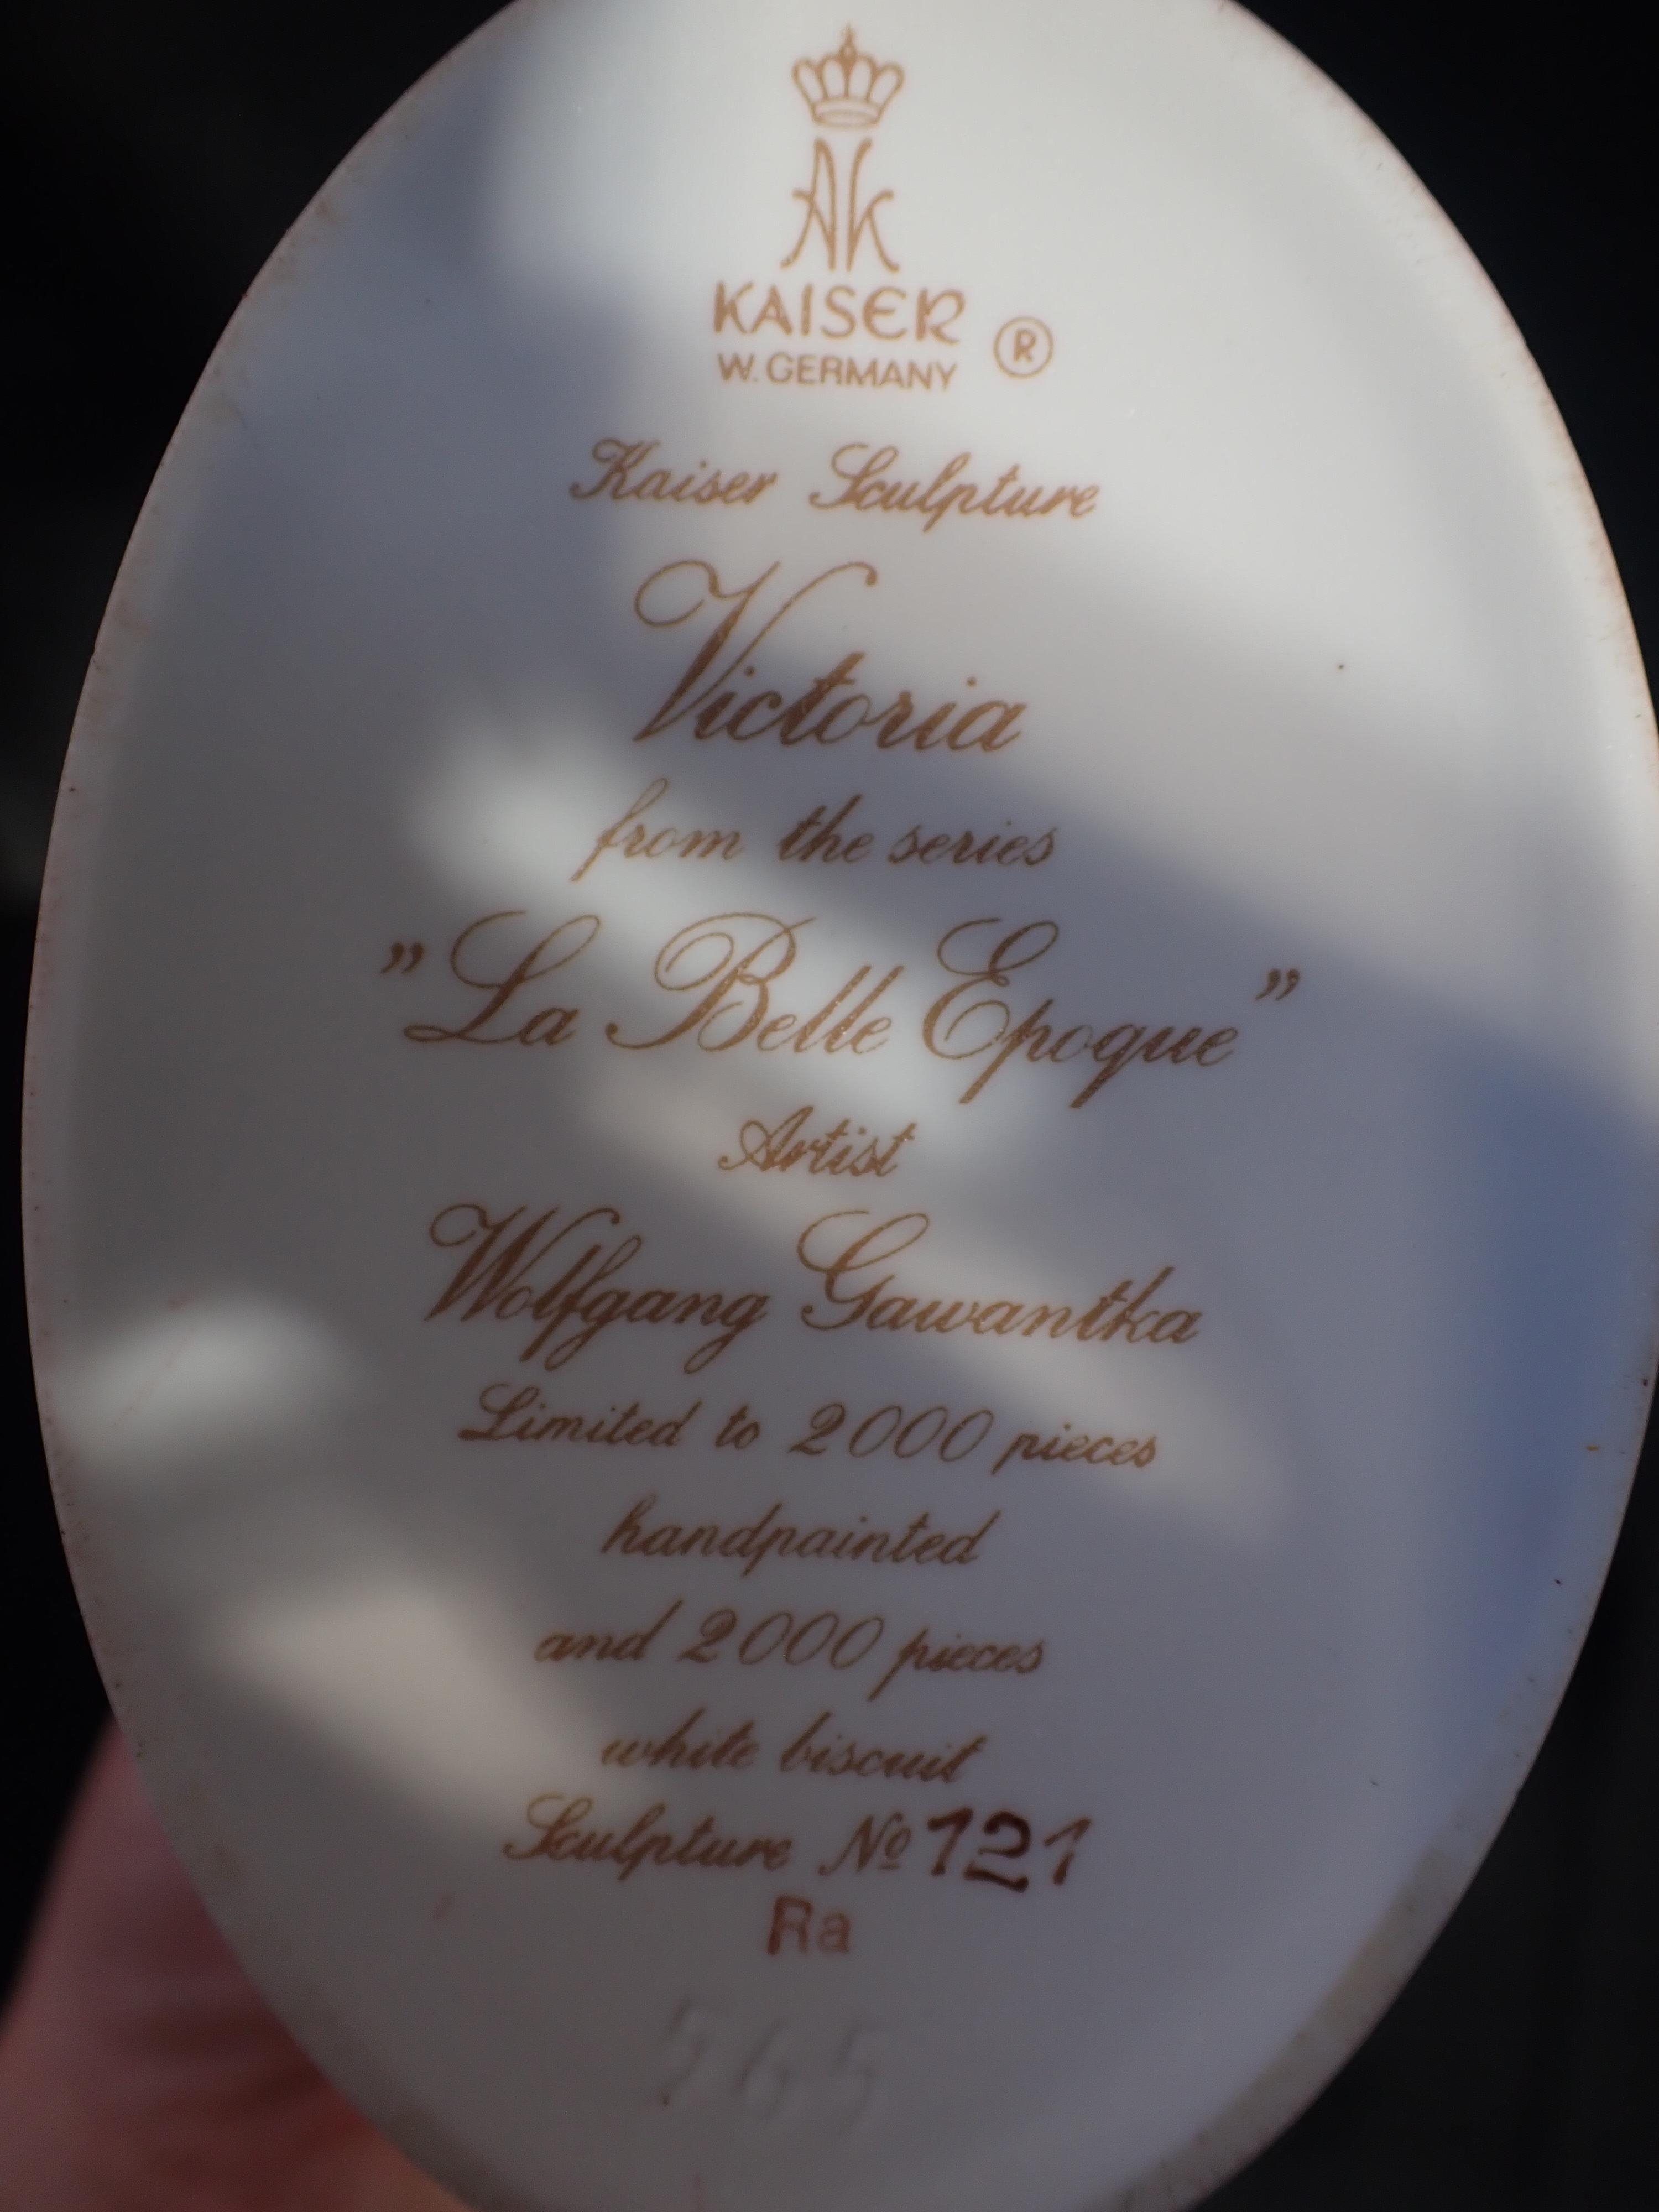 AK
KAISER ®
W. GERMANY
Kaiser Sculpture
Victoria
from the series
"La Belle Epoque"
Artist
Wolfgang Gawantka
Limited to 2000 pieces
handpainted
and 2000 pieces
white biscuit
Sculpture № 121
Ra